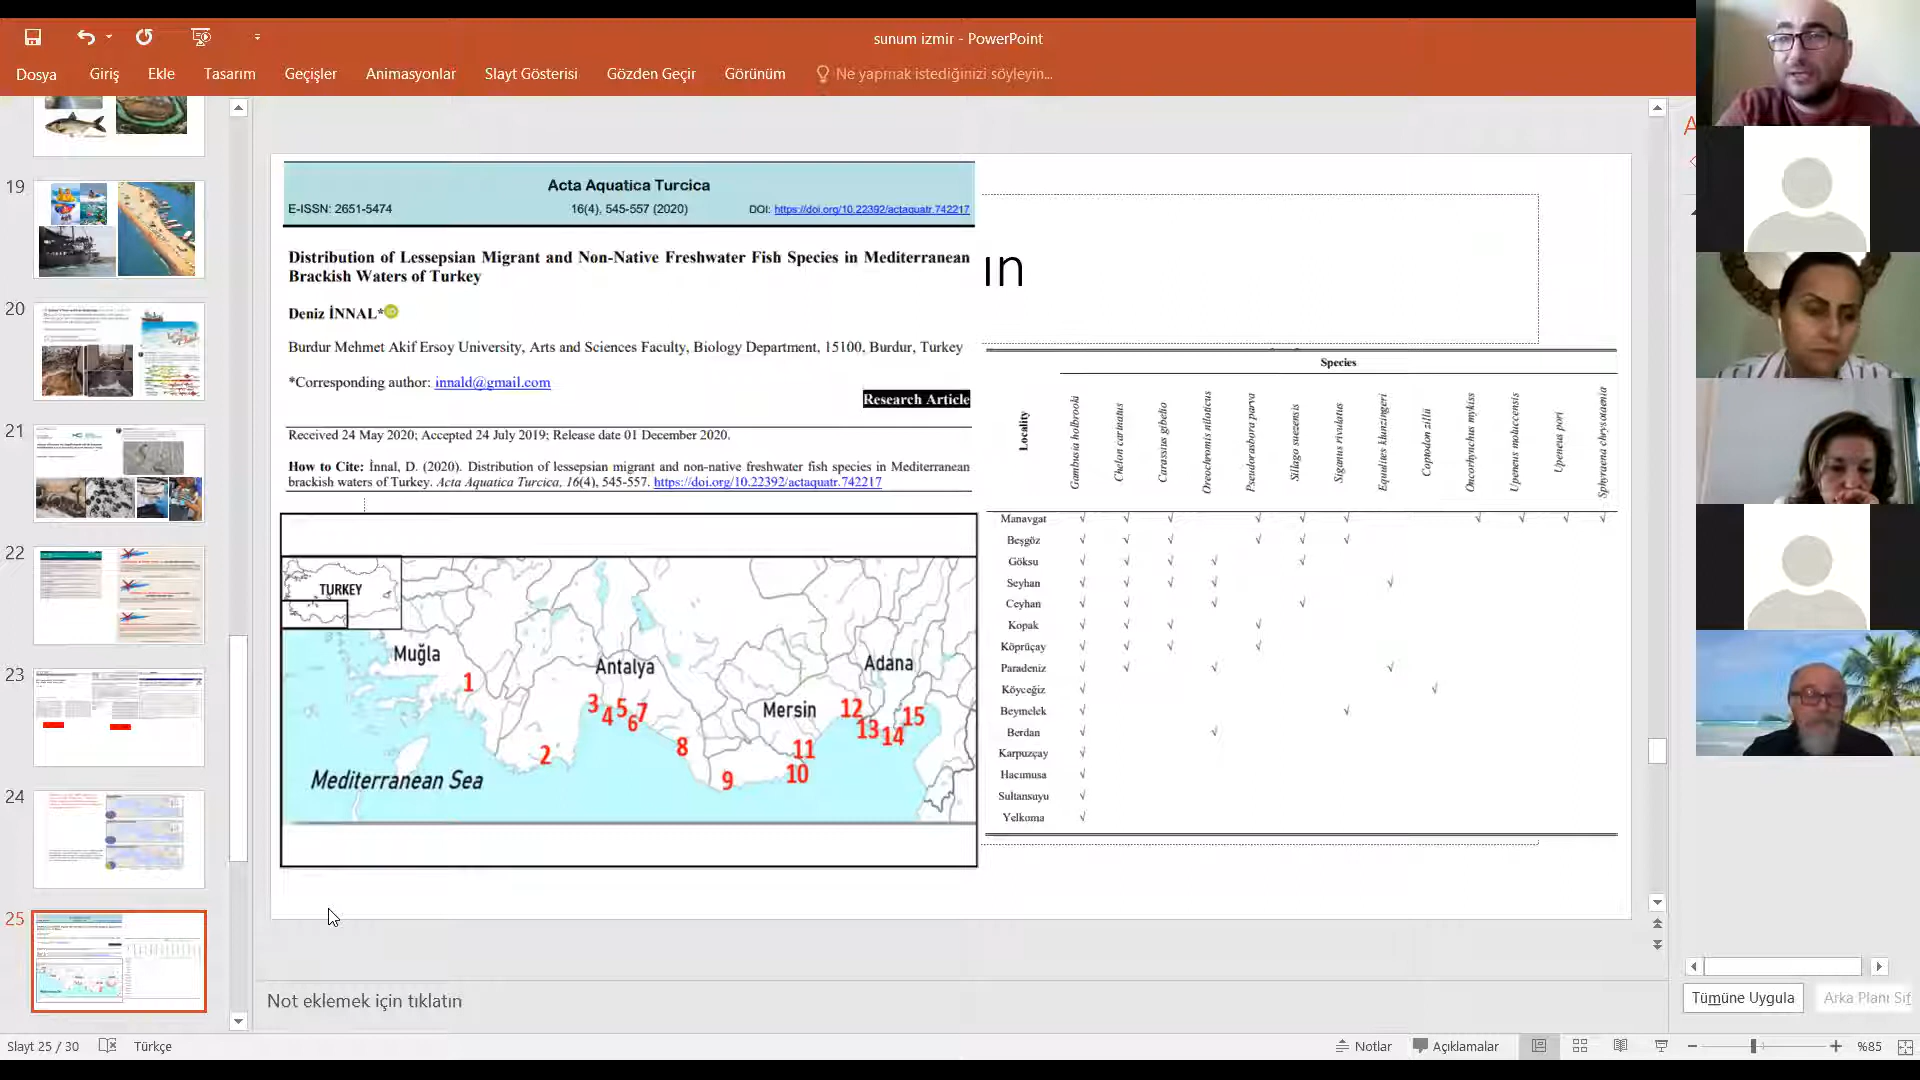 sunum izmir - PowerPoint
Dosya Giriş Ekle Tasarım Geçişler Animasyonlar Slayt Gösterisi Gözden Geçir Görünüm Ne yapmak istediğinizi söyleyin...
19
20
21
22
23
24
25
Acta Aquatica Turcica
E-ISSN: 2651-5474 16(4), 545-557 (2020) DOI: https://doi.org/10.22392/actaquatr.742217
Distribution of Lessepsian Migrant and Non-Native Freshwater Fish Species in Mediterranean
Brackish Waters of Turkey
Deniz İNNAL*
Burdur Mehmet Akif Ersoy University, Arts and Sciences Faculty, Biology Department, 15100, Burdur, Turkey
*Corresponding author: innald@gmail.com
Research Article
Received 24 May 2020; Accepted 24 July 2019; Release date 01 December 2020.
How to Cite: İnnal, D. (2020). Distribution of lessepsian migrant and non-native freshwater fish species in Mediterranean
brackish waters of Turkey. Acta Aquatica Turcica, 16(4), 545-557. https://doi.org/10.22392/actaquatr.742217
TURKEY
Muğla
Antalya
Adana
Mersin
Mediterranean Sea
1
2
3
4
5
6
7
8
9
10
11
12
13
14
15
ın
Species
Locality
Gambusia holbrooki
Chelon carinatus
Carassius gibelio
Oreochromis niloticus
Pseudorasbora parva
Sillago suezensis
Siganus rivulatus
Equulites klunzingeri
Coptodon zillii
Oncorhynchus mykiss
Upeneus moluccensis
Upeneus pori
Sphyraena chrysotaenia
Manavgat √ √ √ √ √ √ √ √ √ √
Beşgöz √ √ √ √ √ √
Göksu √ √ √ √ √
Seyhan √ √ √ √ √
Ceyhan √ √ √ √
Kopak √ √ √ √
Köprüçay √ √ √ √
Paradeniz √ √ √ √
Köyceğiz √ √
Beymelek √ √
Berdan √ √
Karpuzçay √
Hacımusa √
Sultansuyu √
Yelkoma √
Not eklemek için tıklatın
Tümüne Uygula Arka Planı Sıf
Slayt 25 / 30 Türkçe Notlar Açıklamalar %85